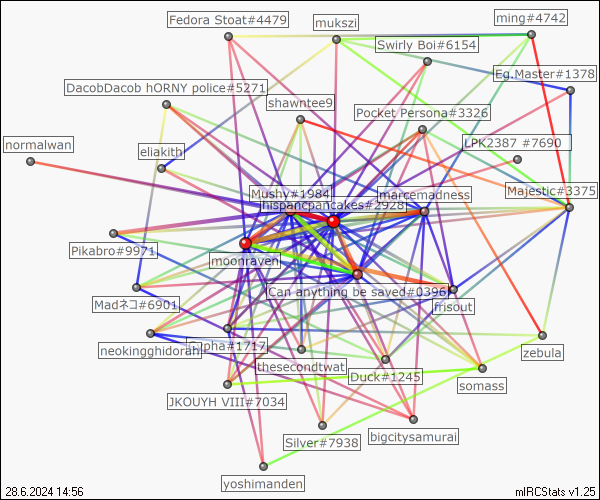 Fedora Stoat#4479
mukszi
ming#4742
Swirly Boi#6154
Eg.Master#1378
DacobDacob hORNY police#5271
shawntee9
Pocket Persona#3326
normalwan
eliakith
LPK2387 #7690
Mushy#1984
marcemadness
Majestic#3375
hispancpancakes#2928
Pikabro#9971
moonraven
Can anything be saved#0396
Madネコ#6901
frisout
neokingghidorah
Alpha#1717
thesecondtwat
Duck#1245
zebula
somass
JKOUYH VIII#7034
Silver#7938
bigcitysamurai
yoshimanden
28.6.2024 14:56
mIRCStats v1.25